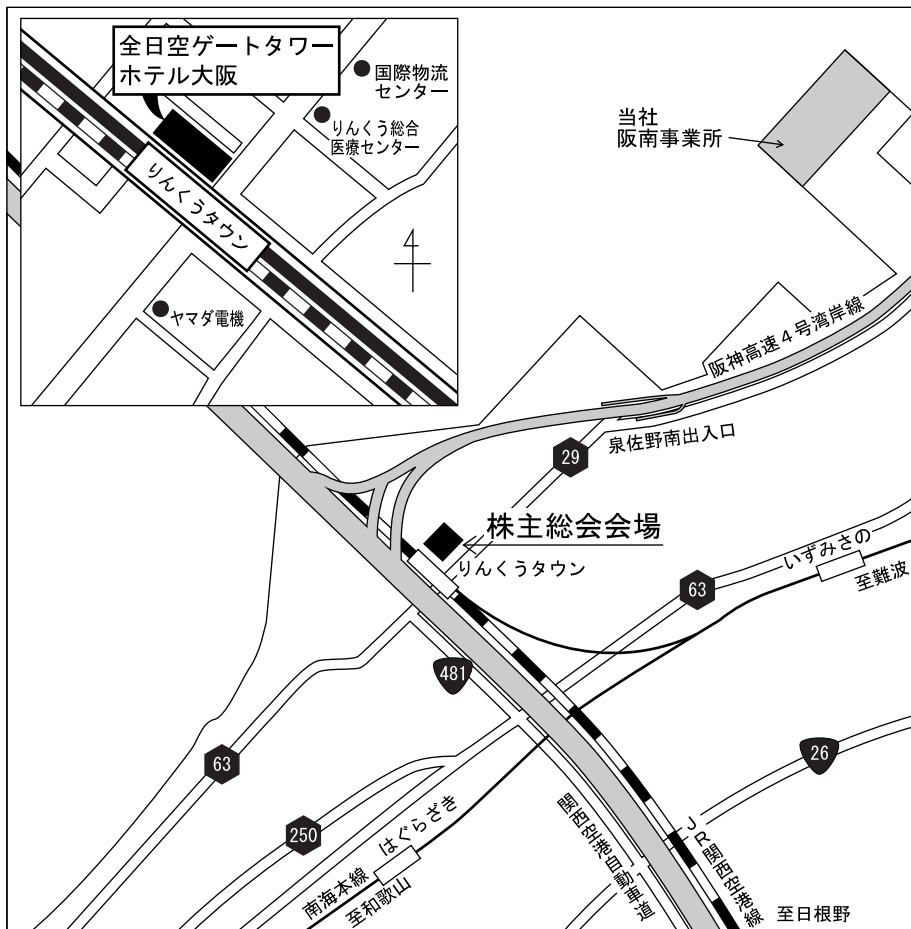 全日空ゲートタワー
ホテル大阪
国際物流
センター
りんくう総合
医療センター
りんくうタウン
ヤマダ電機
当社
阪南事業所
阪神高速4号湾岸線
泉佐野南出入口
29
株主総会会場
りんくうタウン
いずみさの
至難波
63
481
63
26
250
はぐらざき
南海本線
至和歌山
関西空港自動車道
JR関西空港線
至日根野